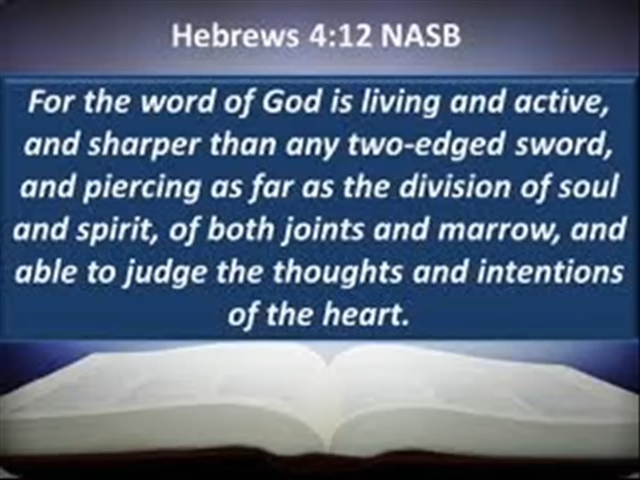 Hebrews 4:12 NASB
For the word of God is living and active,
and sharper than any two-edged sword,
and piercing as far as the division of soul
and spirit, of both joints and marrow, and
able to judge the thoughts and intentions
of the heart.